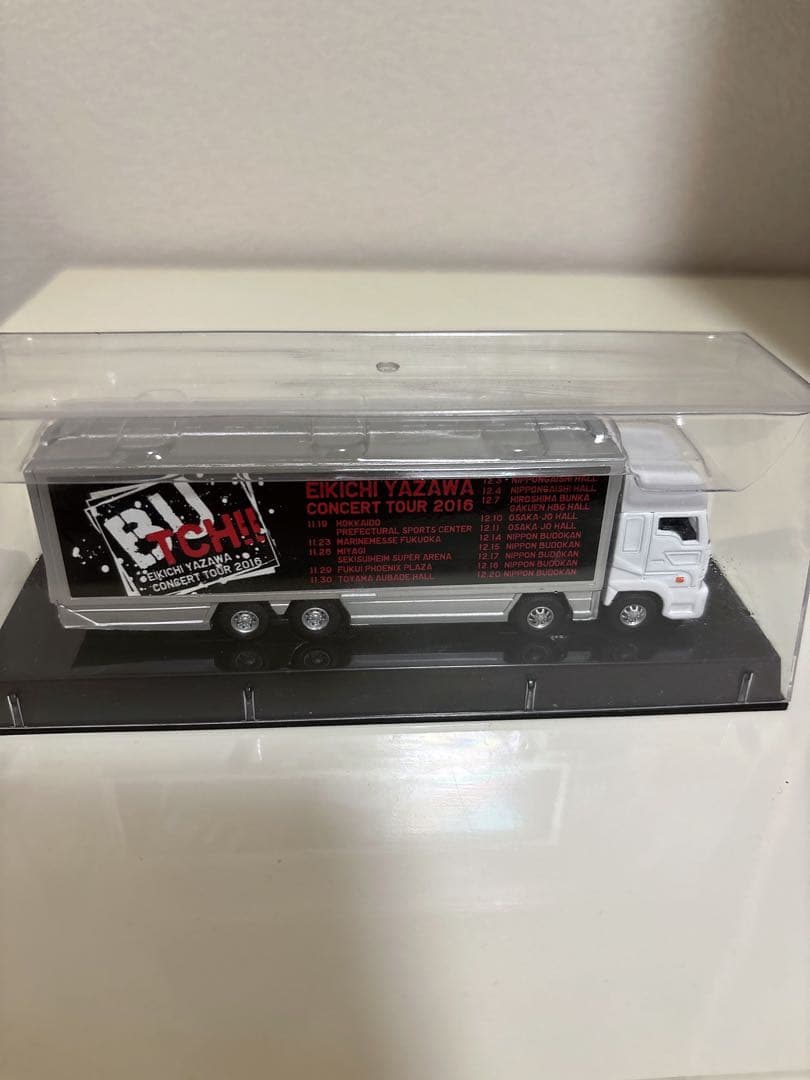 BU
TCH!!
EIKICHI YAZAWA
CONCERT TOUR 2016
EIKICHI YAZAWA
CONCERT TOUR 2016
11.19 HOKKAIDO
PREFECTURAL SPORTS CENTER
11.23 MARINEMESSE FUKUOKA
11.26 MIYAGI
SEKISUIHEIM SUPER ARENA
11.29 FUKUI PHOENIX PLAZA
11.30 TOYAMA AUBADE HALL
12.3 NIPPONGAISHI HALL
12.4 NIPPONGAISHI HALL
12.7 HIROSHIMA BUNKA
GAKUEN HBG HALL
12.10 OSAKA-JO HALL
12.11 OSAKA-JO HALL
12.14 NIPPON BUDOKAN
12.15 NIPPON BUDOKAN
12.17 NIPPON BUDOKAN
NIPPON BUDOKAN
12.20 NIPPON BUDOKAN